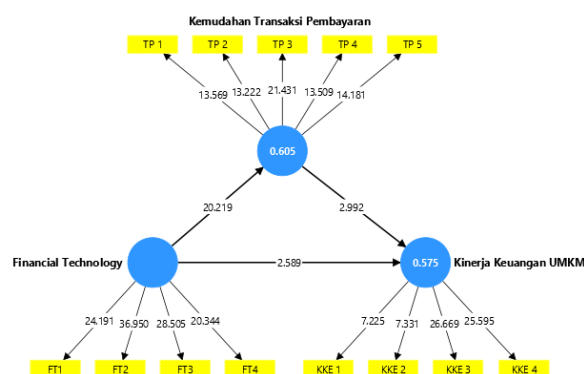 Kemudahan Transaksi Pembayaran
TP 1 TP 2 TP 3 TP 4 TP 5
13.569 13.222 21.431 13.509 14.181
0.605
20.219 2.992
Financial Technology 2.589 0.575 Kinerja Keuangan UMKM
24.191 36.950 28.505 20.344 7.225 7.331 26.669 25.595
FT1 FT2 FT3 FT4 KKE 1 KKE 2 KKE 3 KKE 4